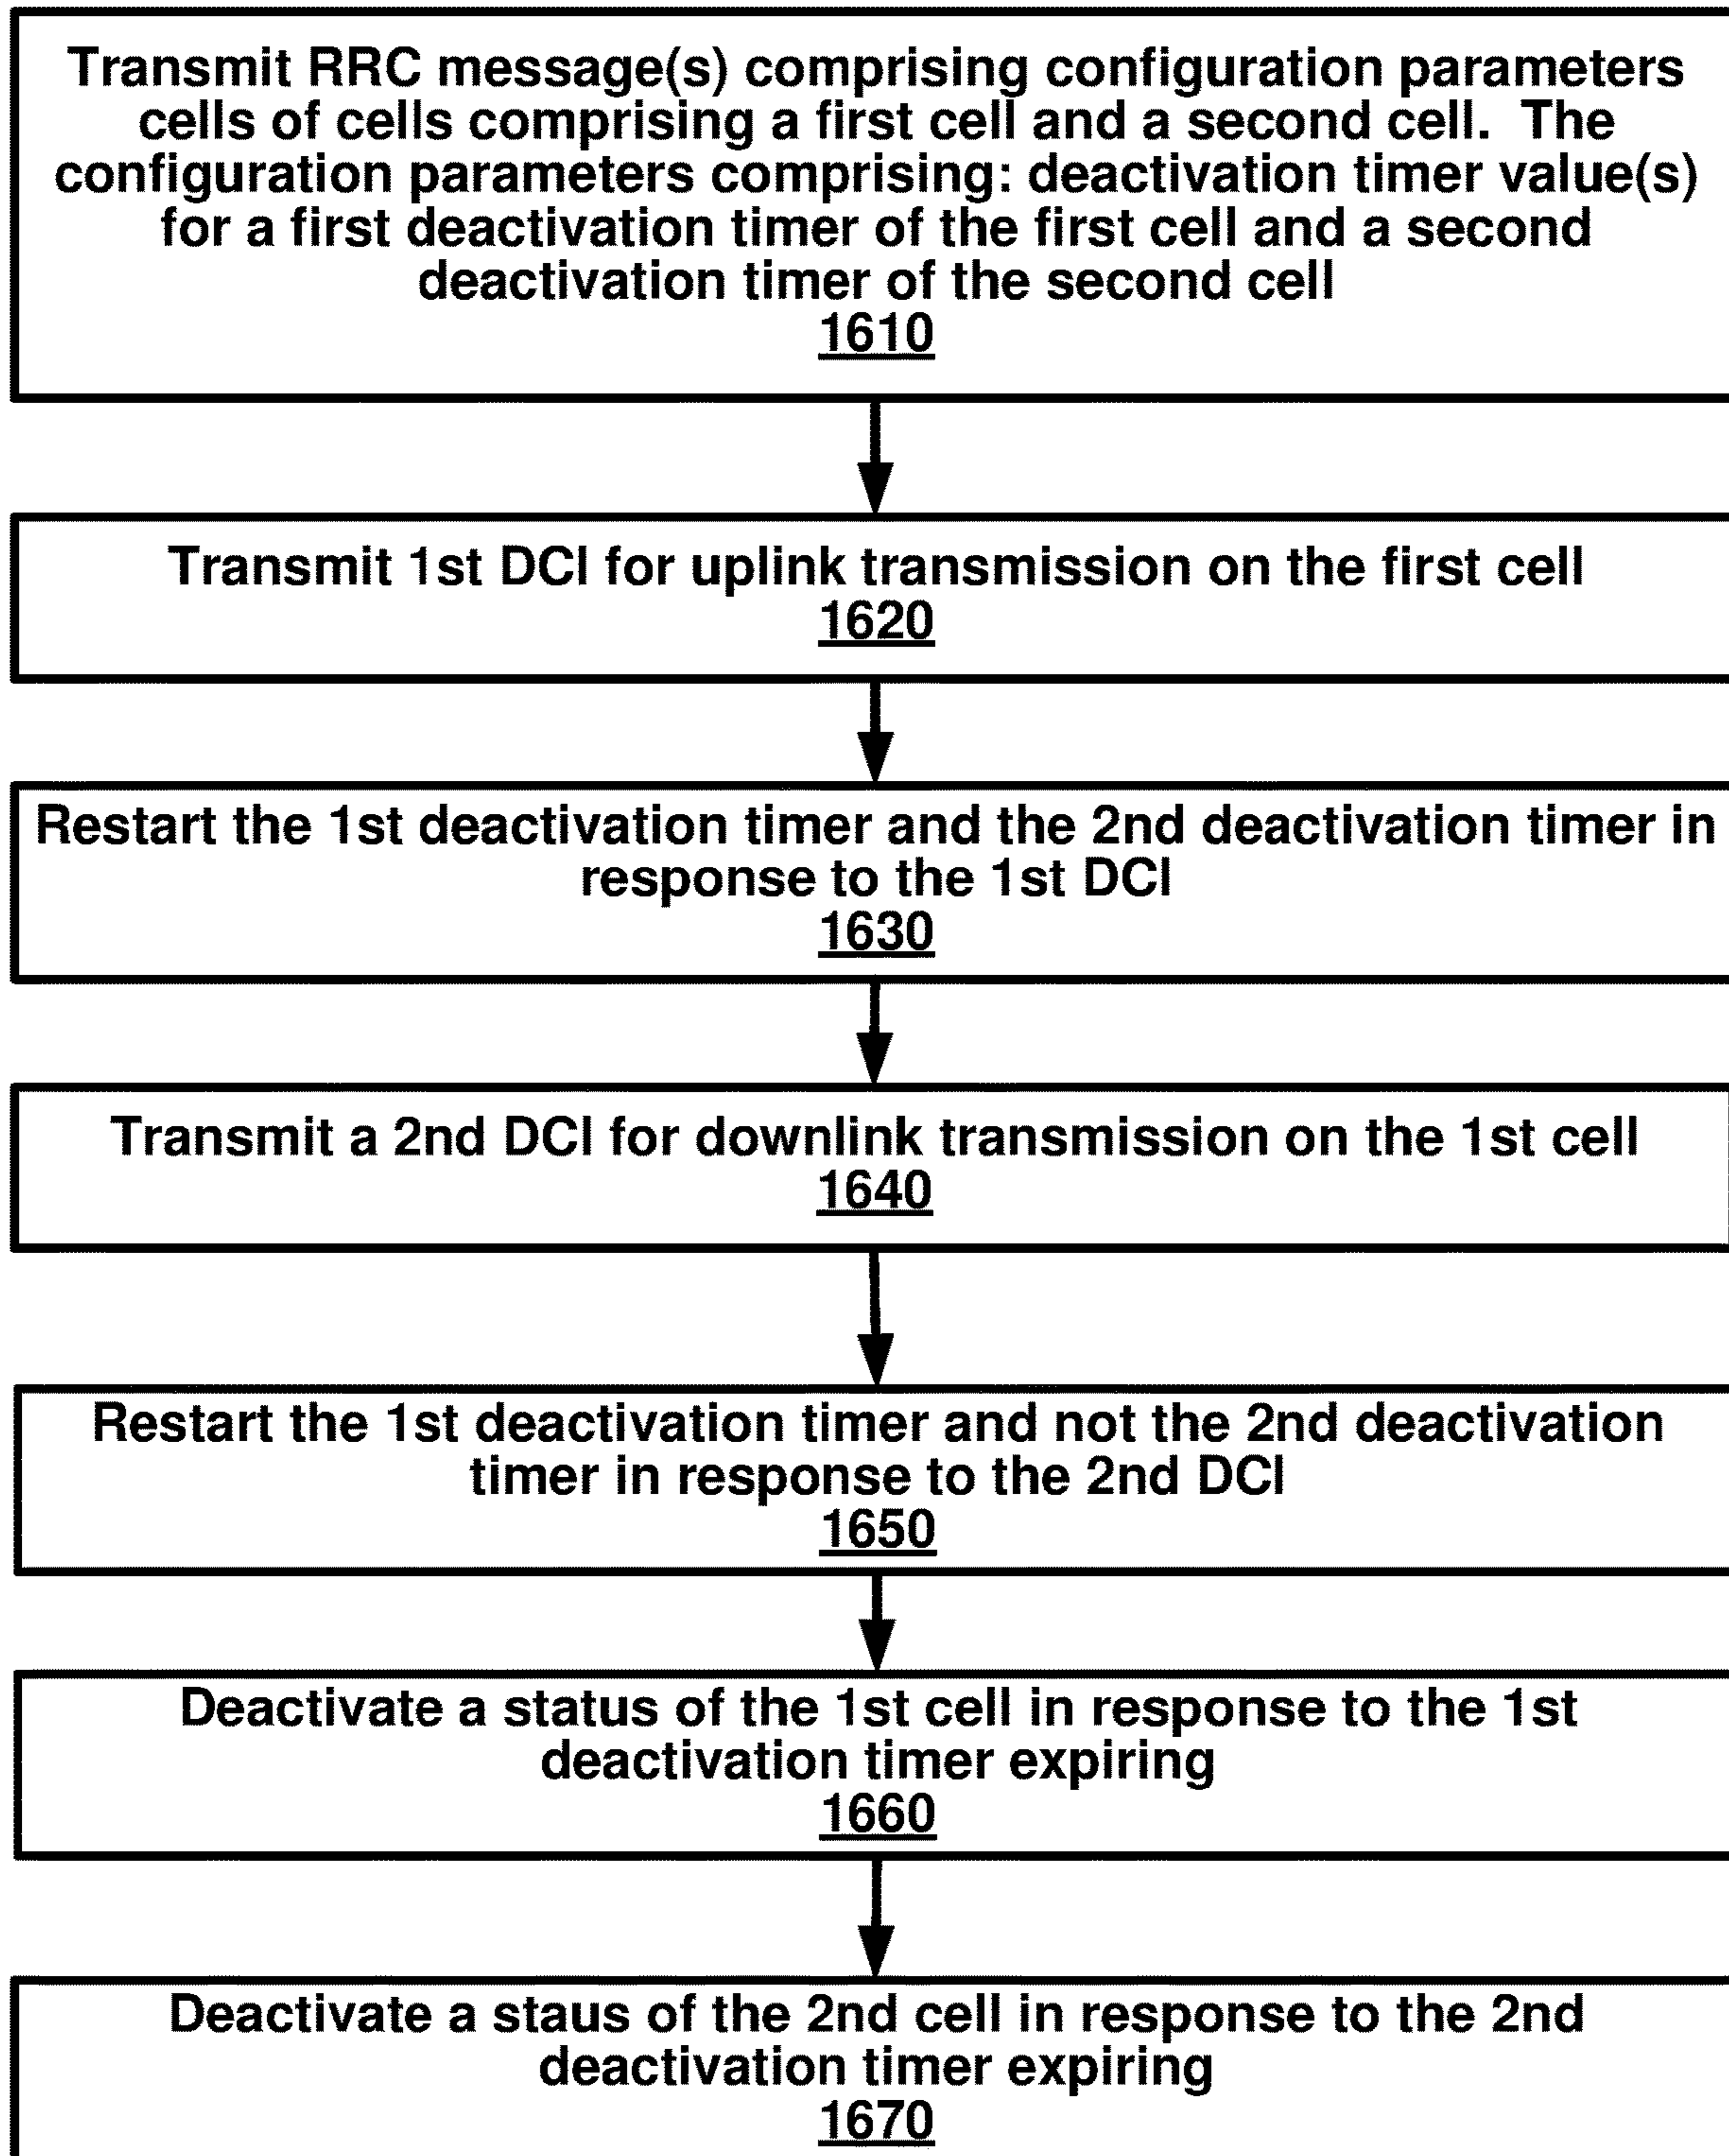 Transmit RRC message(s) comprising configuration parameters
cells of cells comprising a first cell and a second cell. The
configuration parameters comprising: deactivation timer value(s)
for a first deactivation timer of the first cell and a second
deactivation timer of the second cell
1610
Transmit 1st DCI for uplink transmission on the first cell
1620
Restart the 1st deactivation timer and the 2nd deactivation timer in
response to the 1st DCI
1630
Transmit a 2nd DCI for downlink transmission on the 1st cell
1640
Restart the 1st deactivation timer and not the 2nd deactivation
timer in response to the 2nd DCI
1650
Deactivate a status of the 1st cell in response to the 1st
deactivation timer expiring
1660
Deactivate a staus of the 2nd cell in response to the 2nd
deactivation timer expiring
1670